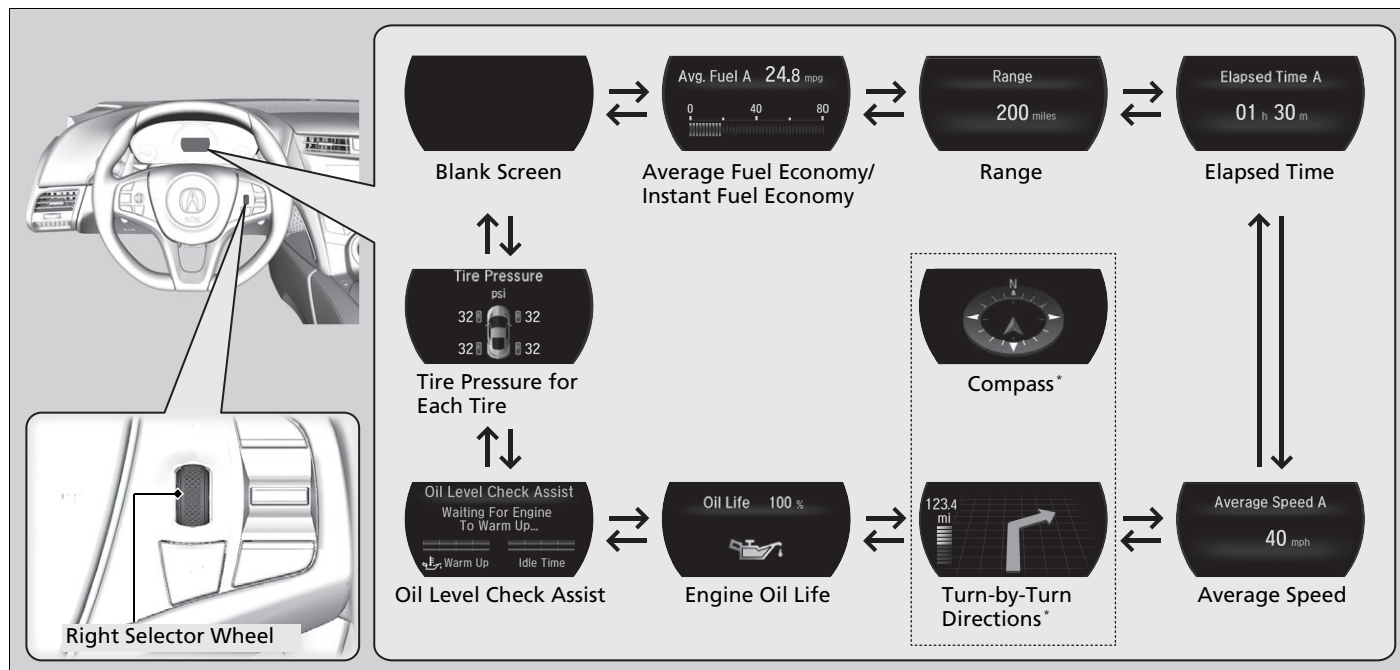 Avg. Fuel A 24.8 mpg
0 40 80
Range
200 miles
Elapsed Time A
01 h 30 m
Blank Screen
Average Fuel Economy/
Instant Fuel Economy
Range
Elapsed Time
Tire Pressure
psi
32 32
32 32
Tire Pressure for
Each Tire
N
Compass*
Oil Level Check Assist
Waiting For Engine
To Warm Up...
Warm Up Idle Time
Oil Level Check Assist
Oil Life 100 %
Engine Oil Life
123.4
mi
Turn-by-Turn
Directions*
Average Speed A
40 mph
Average Speed
Right Selector Wheel